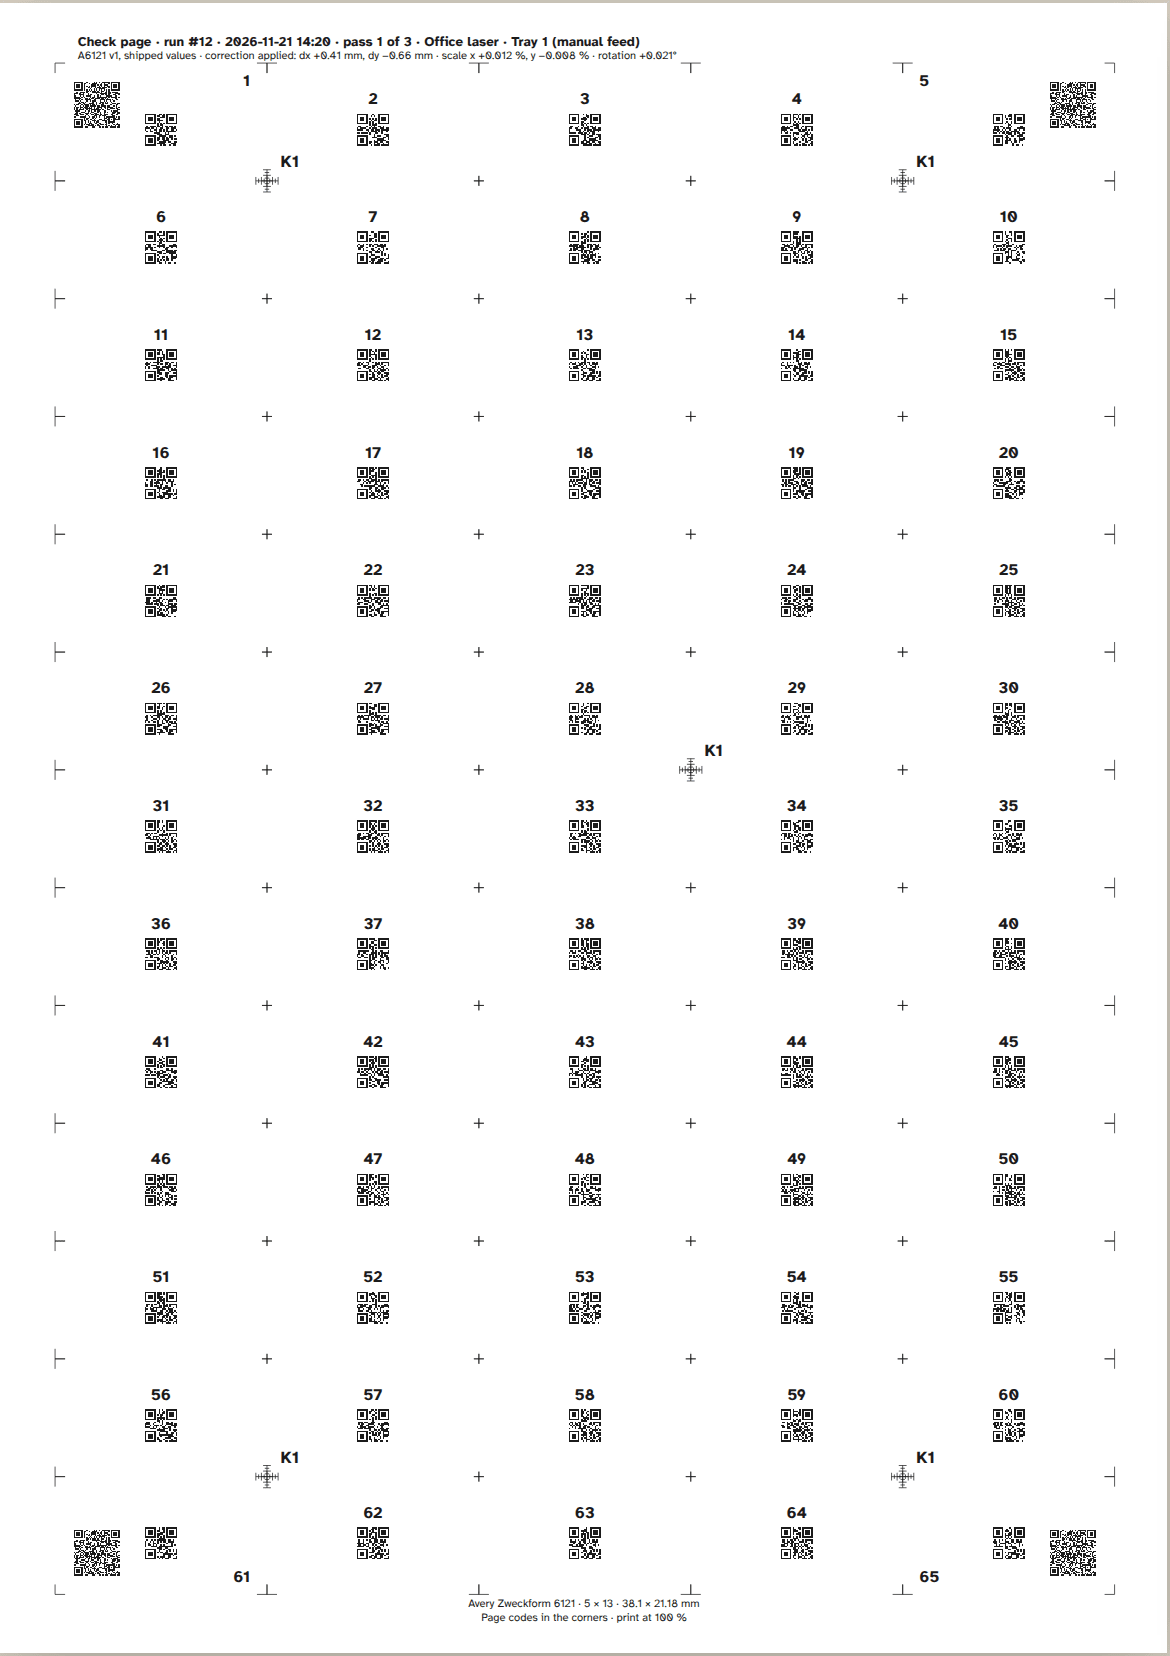 Check page · run #12 · 2026-11-21 14:20 · pass 1 of 3 · Office laser · Tray 1 (manual feed)
A6121 v1, shipped values · correction applied: dx +0.41 mm, dy −0.66 mm · scale x +0.012 %, y −0.008 % · rotation +0.021°
1 5
2 3 4
K1 K1
6 7 8 9 10
11 12 13 14 15
16 17 18 19 20
21 22 23 24 25
26 27 28 29 30
K1
31 32 33 34 35
36 37 38 39 40
41 42 43 44 45
46 47 48 49 50
51 52 53 54 55
56 57 58 59 60
K1 K1
62 63 64
61 65
Avery Zweckform 6121 · 5 × 13 · 38.1 × 21.18 mm
Page codes in the corners · print at 100 %